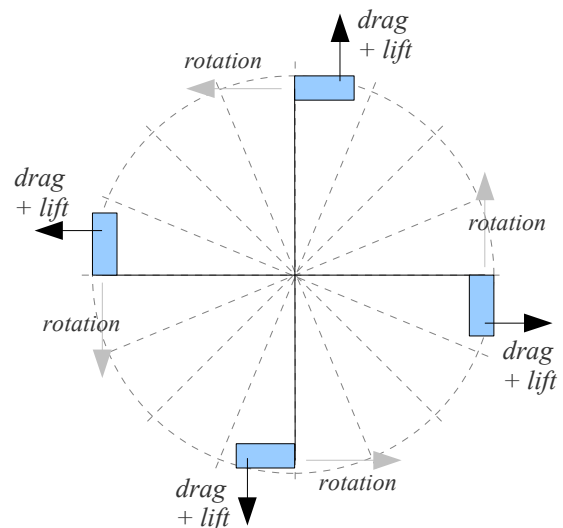 drag
+ lift
rotation
drag
+ lift
rotation
rotation
drag
+ lift
drag
+ lift
rotation